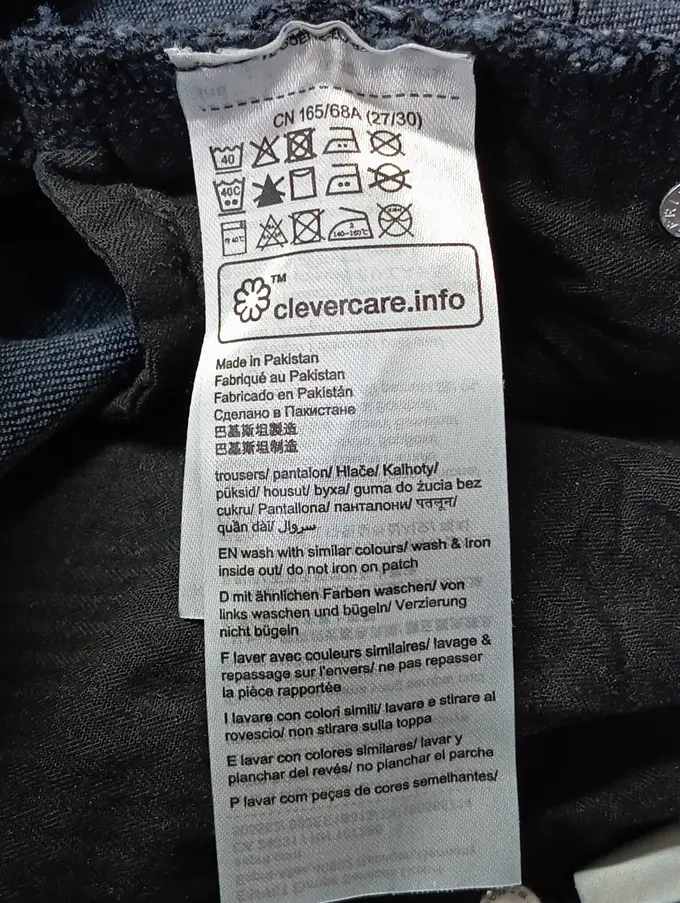 CN 165/68A (27/30)
40
40C
140-160°C
TM
clevercare.info
Made in Pakistan
Fabriqué au Pakistan
Fabricado en Pakistán
Сделано в Пакистане
巴基斯坦製造
巴基斯坦制造
trousers/ pantalon/ Hlače/ Kalhoty/
püksid/ housut/ byxa/ guma do żucia bez
cukru/ Pantallona/ панталони/ पतलून/
quần dài/ سروال/
EN wash with similar colours/ wash & Iron
inside out/ do not iron on patch
D mit ähnlichen Farben waschen/ von
links waschen und bügeln/ Verzierung
nicht bügeln
F laver avec couleurs similaires/ lavage &
repassage sur l'envers/ ne pas repasser
la pièce rapportée
I lavare con colori simili/ lavare e stirare al
rovescio/ non stirare sulla toppa
E lavar con colores similares/ lavar y
planchar del revés/ no planchar el parche
P lavar com peças de cores semelhantes/